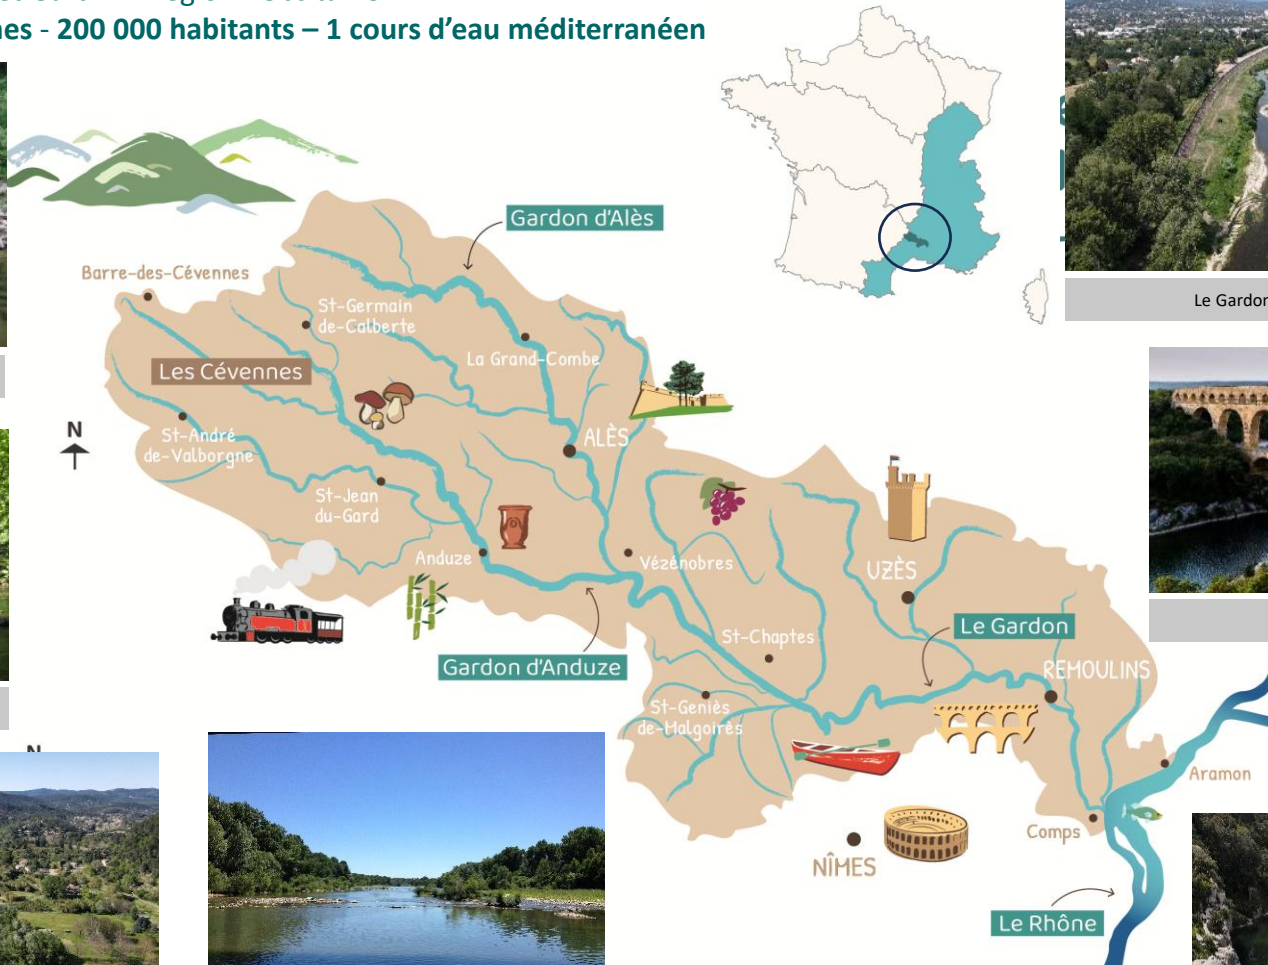 200 000 habitants – 1 cours d’eau méditerranéen
Gardon d'Alès
Barre-des-Cévennes
St-Germain
de-Calberte
Le Gardon
La Grand-Combe
Les Cévennes
N
ALÈS
St-André
de-Valborgne
St-Jean
du-Gard
Anduze
Vézénobres
UZÈS
Le Gardon
St-Chaptes
Gardon d'Anduze
REMOULINS
St-Geniès
de-Malgoirès
N
Aramon
Comps
NÎMES
Le Rhône